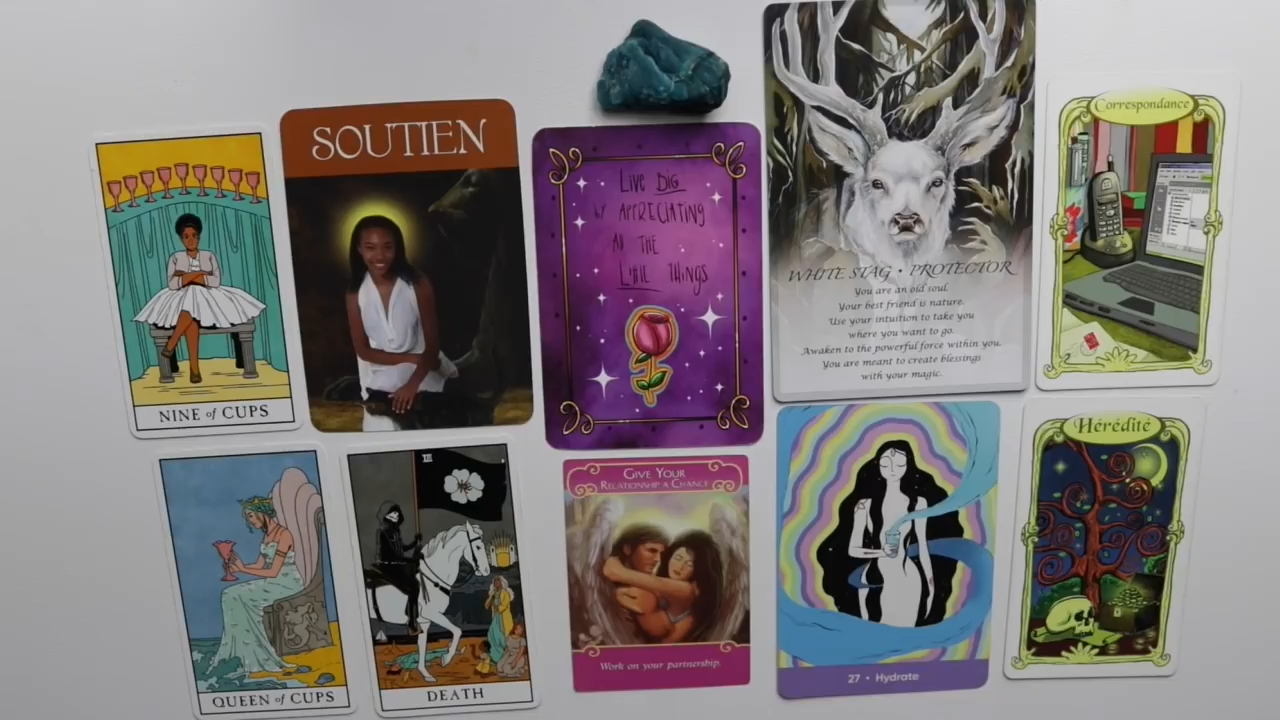 NINE of CUPS
SOUTIEN
LIVE BIG
BY APPRECIATING
All THE
Little THINGS
WHITE STAG • PROTECTOR
You are an old soul.
Your best friend is nature.
Use your intuition to take you
where you want to go.
Awaken to the powerful force within you.
You are meant to create blessings
with your magic.
Correspondance
QUEEN of CUPS
XIII
DEATH
GIVE YOUR
RELATIONSHIP A CHANCE
Work on your partnership.
27 • Hydrate
Hérédité